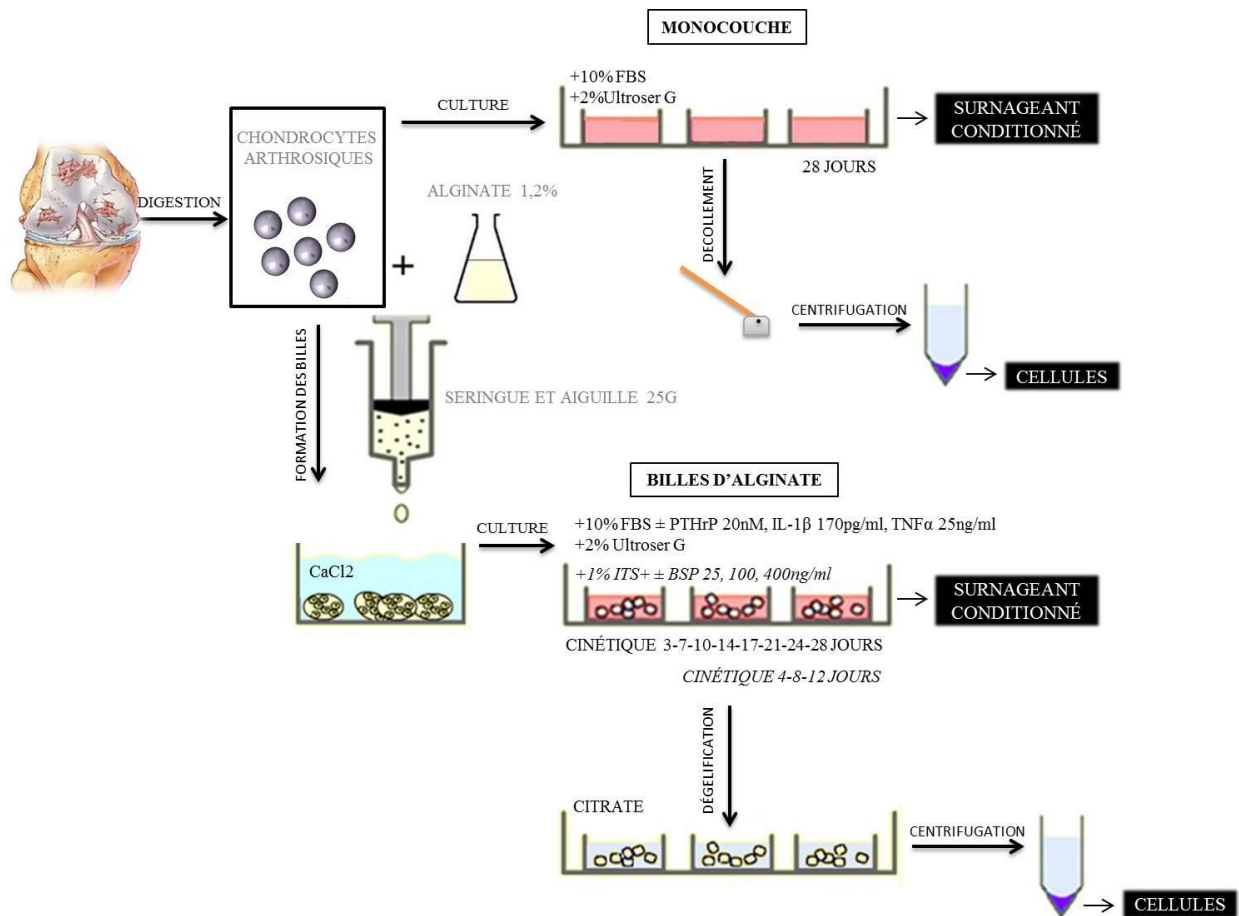 MONOCOUCHE
+10% FBS
+2%Ultroser G
CULTURE
SURNAGEANT
CONDITIONNÉ
CHONDROCYTES
ARTHROSIQUES
28 JOURS
ALGINATE 1,2%
DIGESTION
DECOLLEMENT
+
CENTRIFUGATION
CELLULES
FORMATION DES BILLES
SERINGUE ET AIGUILLE 25G
BILLES D'ALGINATE
CULTURE
+10% FBS ± PTHrP 20nM, IL-1β 170pg/ml, TNFα 25ng/ml
+2% Ultroser G
+1% ITS+ ± BSP 25, 100, 400ng/ml
CaCl2
SURNAGEANT
CONDITIONNÉ
CINÉTIQUE 3-7-10-14-17-21-24-28 JOURS
CINÉTIQUE 4-8-12 JOURS
DÉGELIFICATION
CITRATE
CENTRIFUGATION
CELLULES